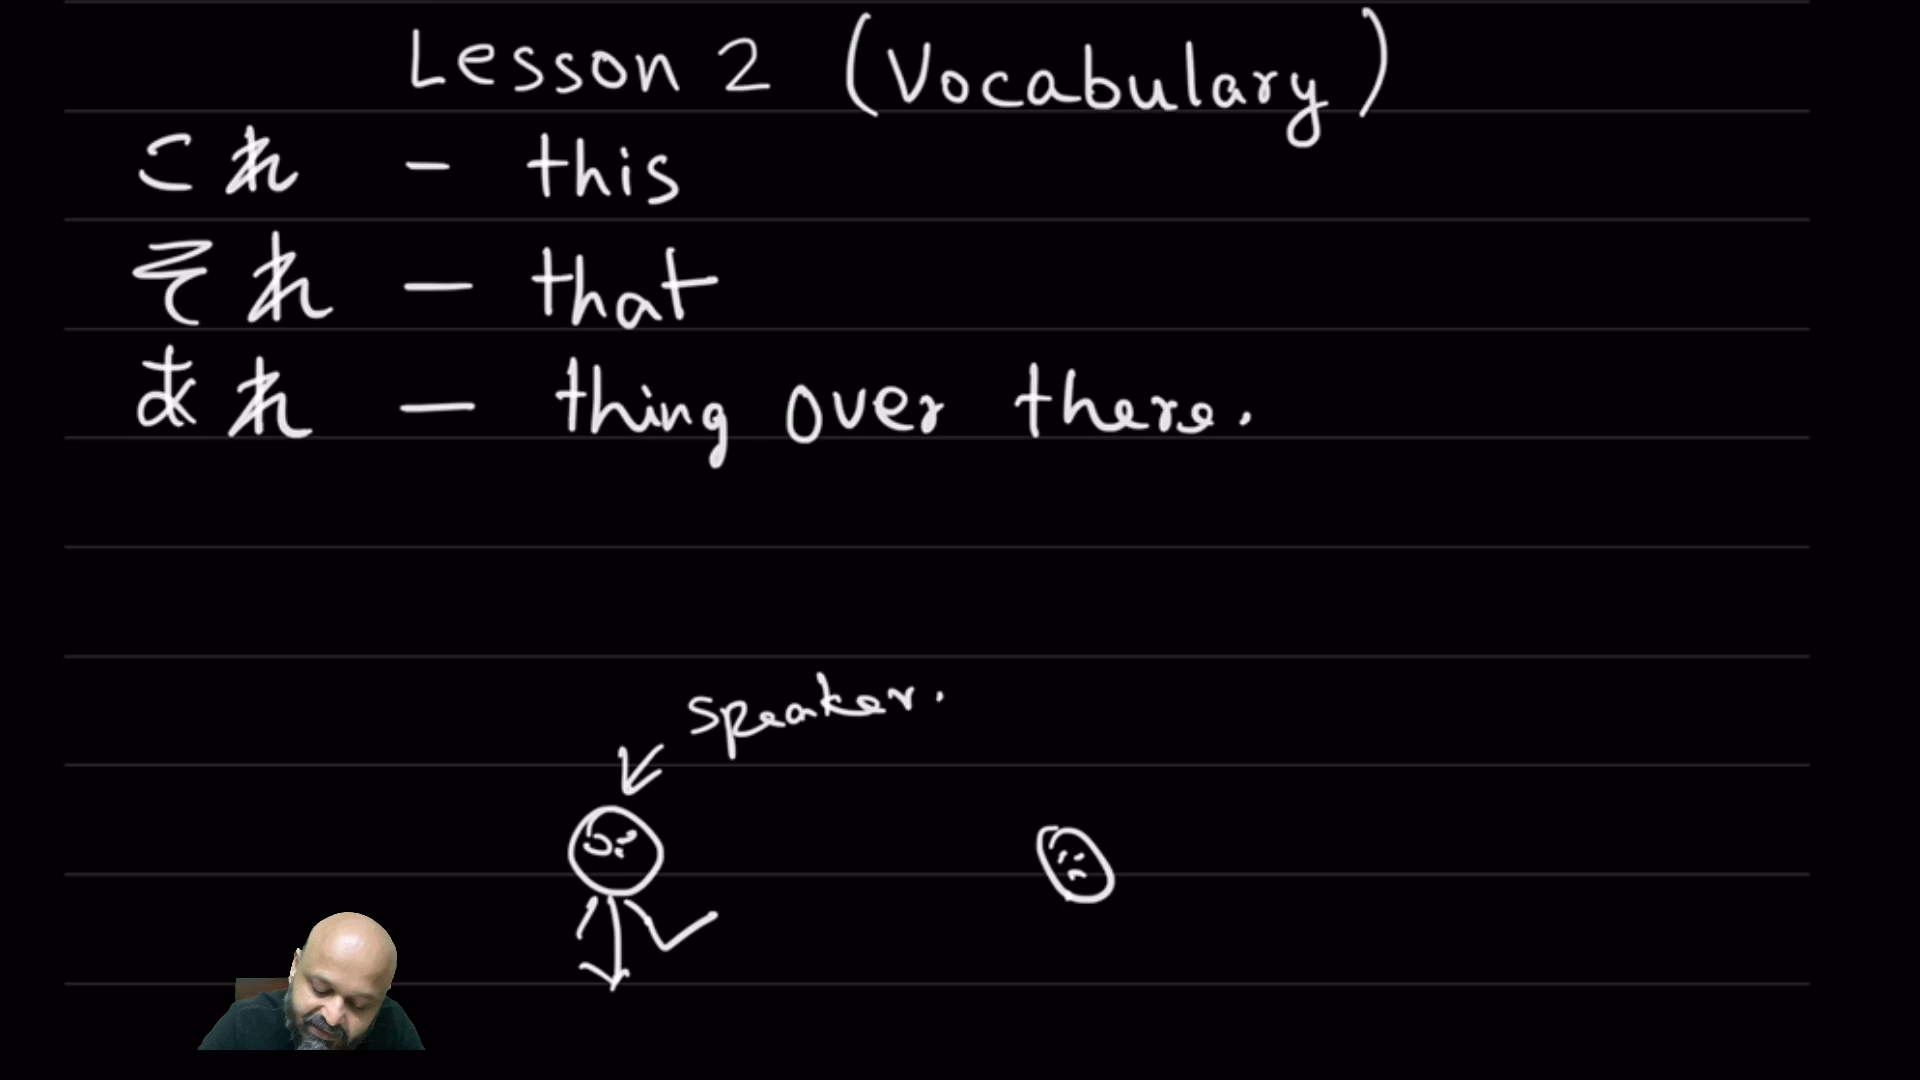 Lesson 2 (Vocabulary)
これ - this
それ - that
あれ - thing over there.
speaker.